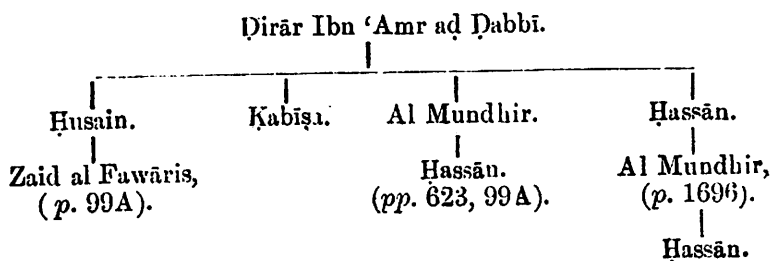 Ḍirār Ibn ‘Amr aḍ Ḍabbī.
Ḥusain. Ḳabīṣa. Al Mundhir. Ḥassān.
Zaid al Fawāris, Ḥassān. Al Mundhir,
(p. 99A). (pp. 623, 99A). (p. 1696).
Ḥassān.